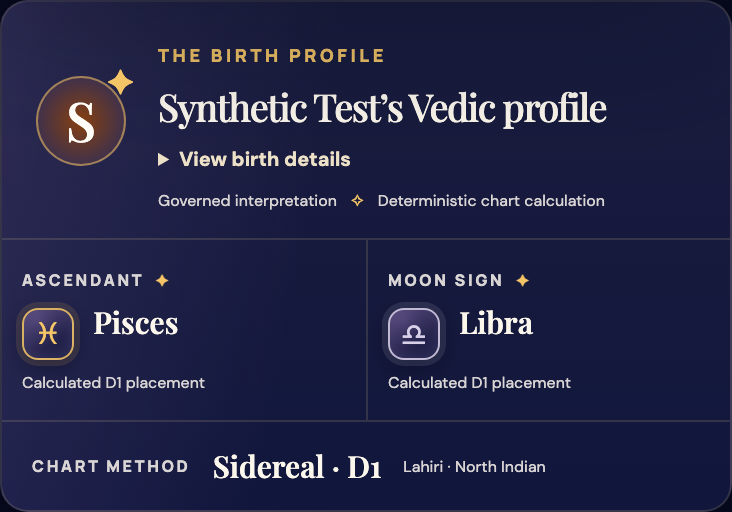 THE BIRTH PROFILE
S
Synthetic Test’s Vedic profile
▶ View birth details
Governed interpretation ✧ Deterministic chart calculation
ASCENDANT ✦
♓ Pisces
Calculated D1 placement
MOON SIGN ✦
♎ Libra
Calculated D1 placement
CHART METHOD Sidereal · D1 Lahiri · North Indian